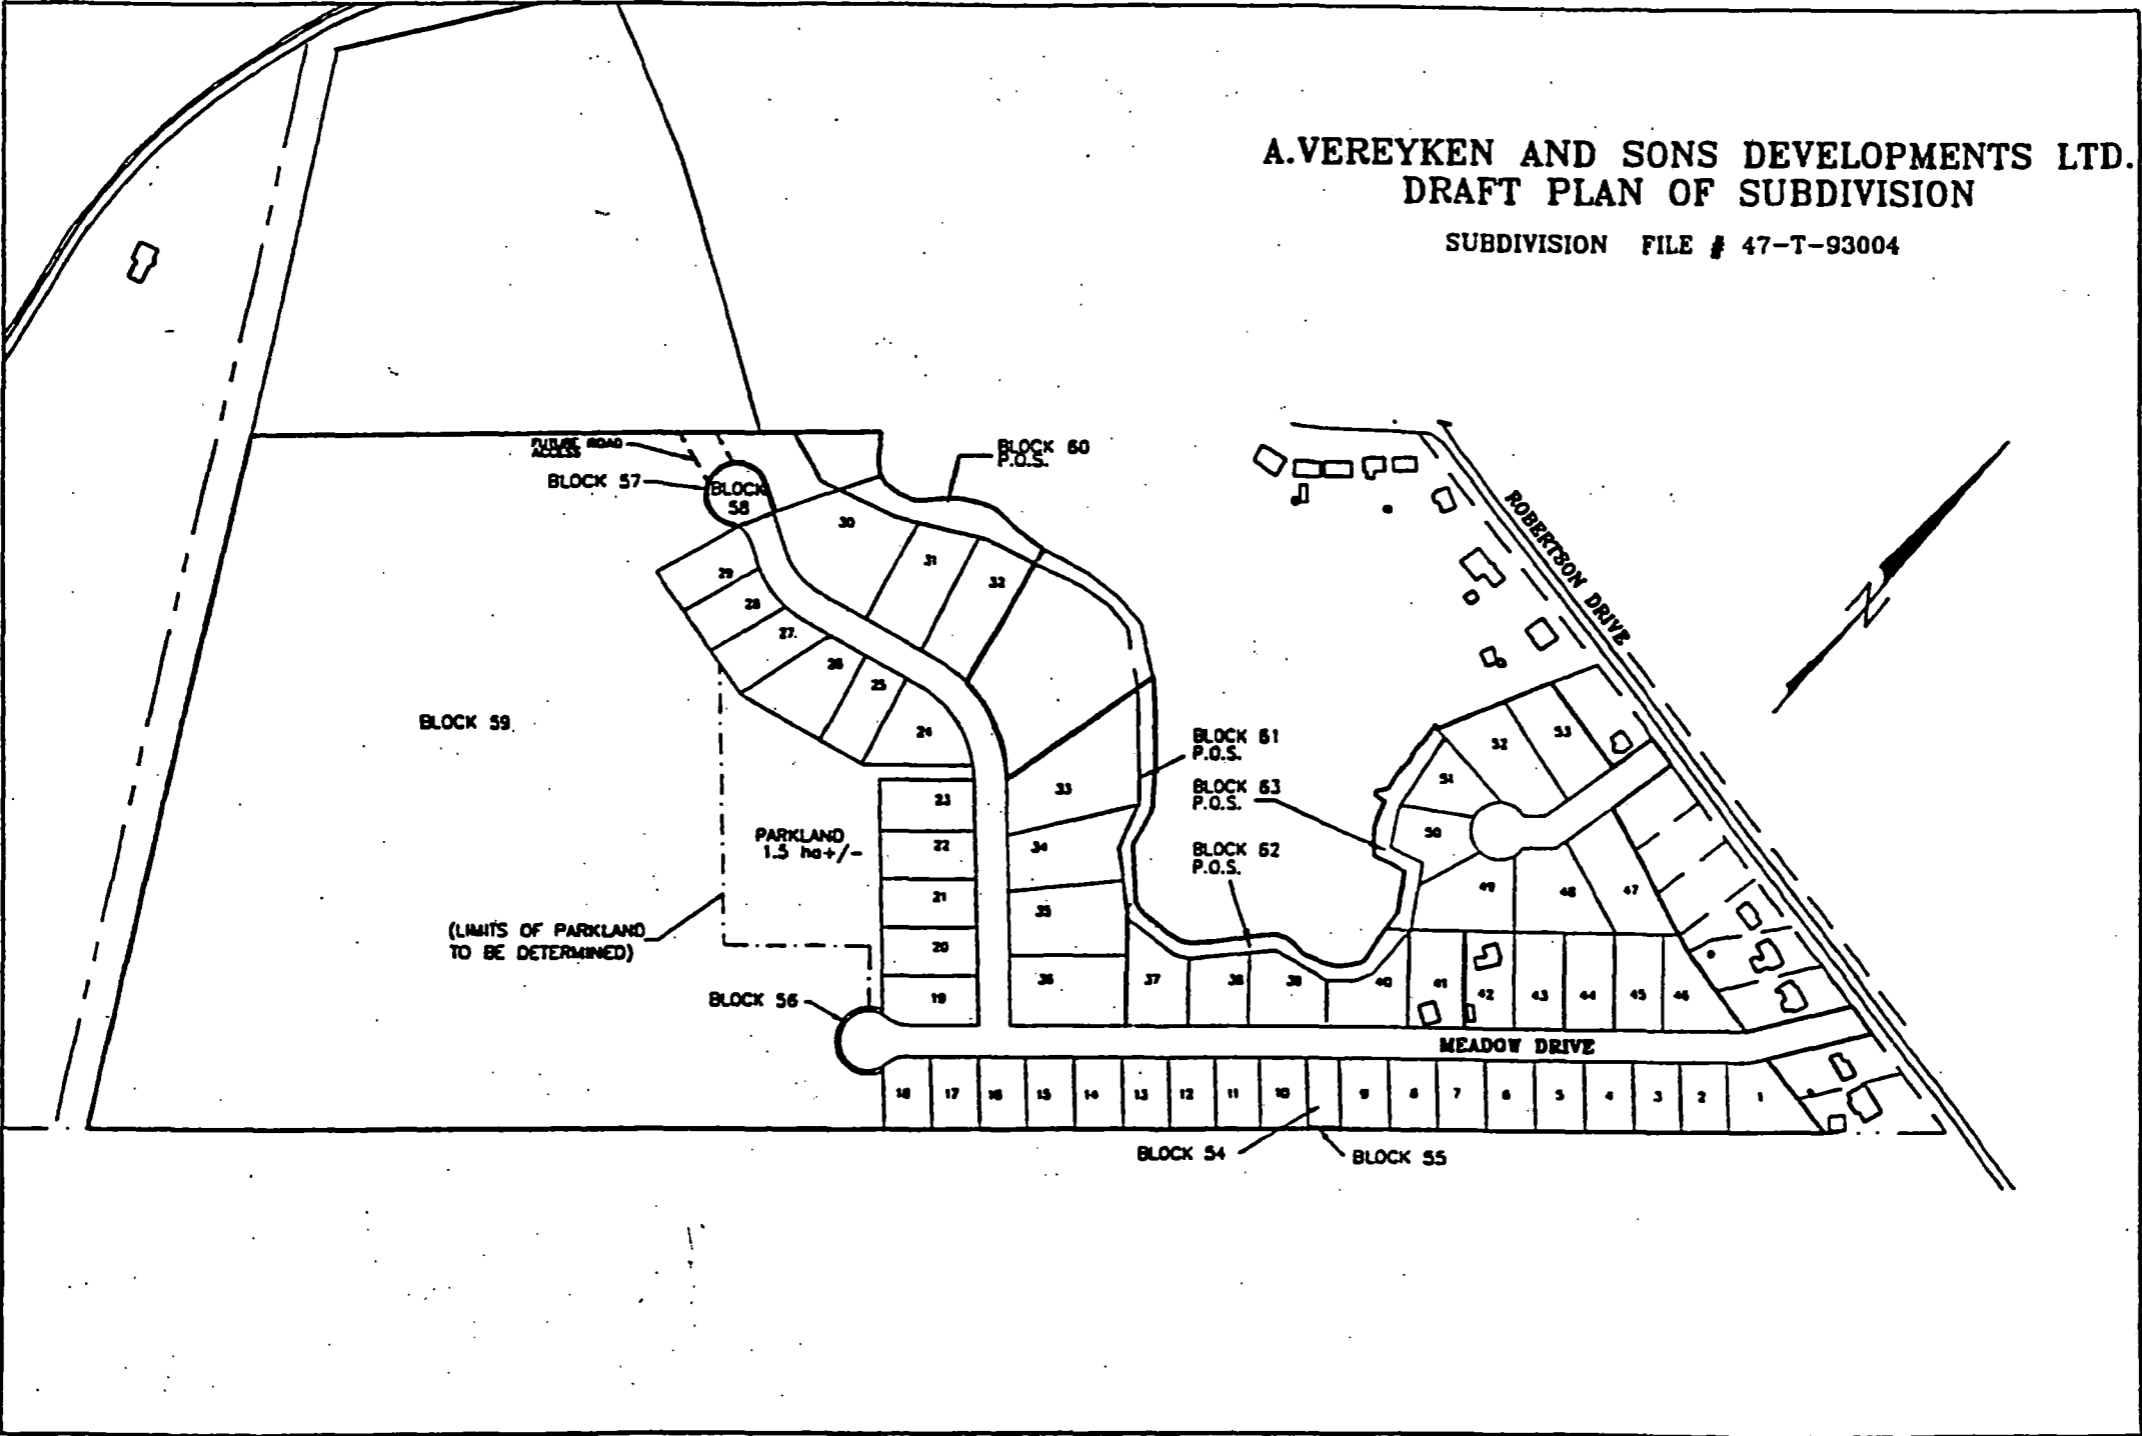 A.VEREYKEN AND SONS DEVELOPMENTS LTD.
DRAFT PLAN OF SUBDIVISION
SUBDIVISION FILE # 47-T-93004
FUTURE ROAD
ACCESS
BLOCK 57
BLOCK
58
BLOCK 60
P.O.S.
ROBERTSON DRIVE
N
30
31
32
29
28
27.
26
25
24
BLOCK 59.
BLOCK 61
P.O.S.
BLOCK 63
P.O.S.
BLOCK 62
P.O.S.
33
34
35
36
23
22
21
20
19
PARKLAND
1.5 ha+/-
(LIMITS OF PARKLAND
TO BE DETERMINED)
BLOCK 56
53
52
51
50
49
48
47
37
38
39
40
41
42
43
44
45
46
MEADOW DRIVE
18
17
16
15
14
13
12
11
10
9
8
7
6
5
4
3
2
1
BLOCK 54
BLOCK 55